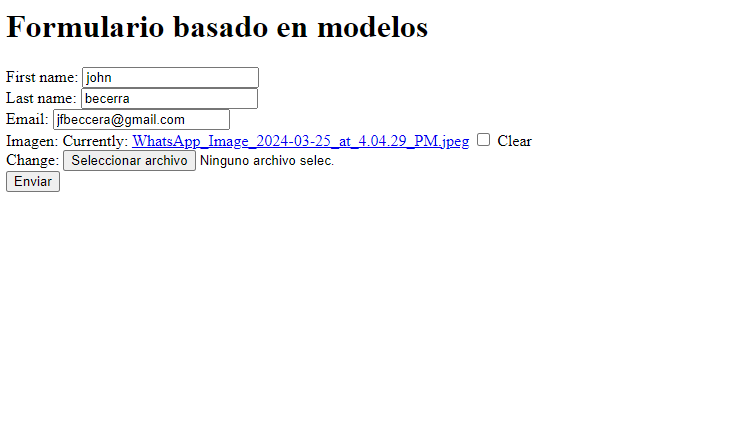 Formulario basado en modelos
First name: john
Last name: becerra
Email: jfbeccera@gmail.com
Imagen: Currently: WhatsApp_Image_2024-03-25_at_4.04.29_PM.jpeg Clear
Change: Seleccionar archivo Ninguno archivo selec.
Enviar